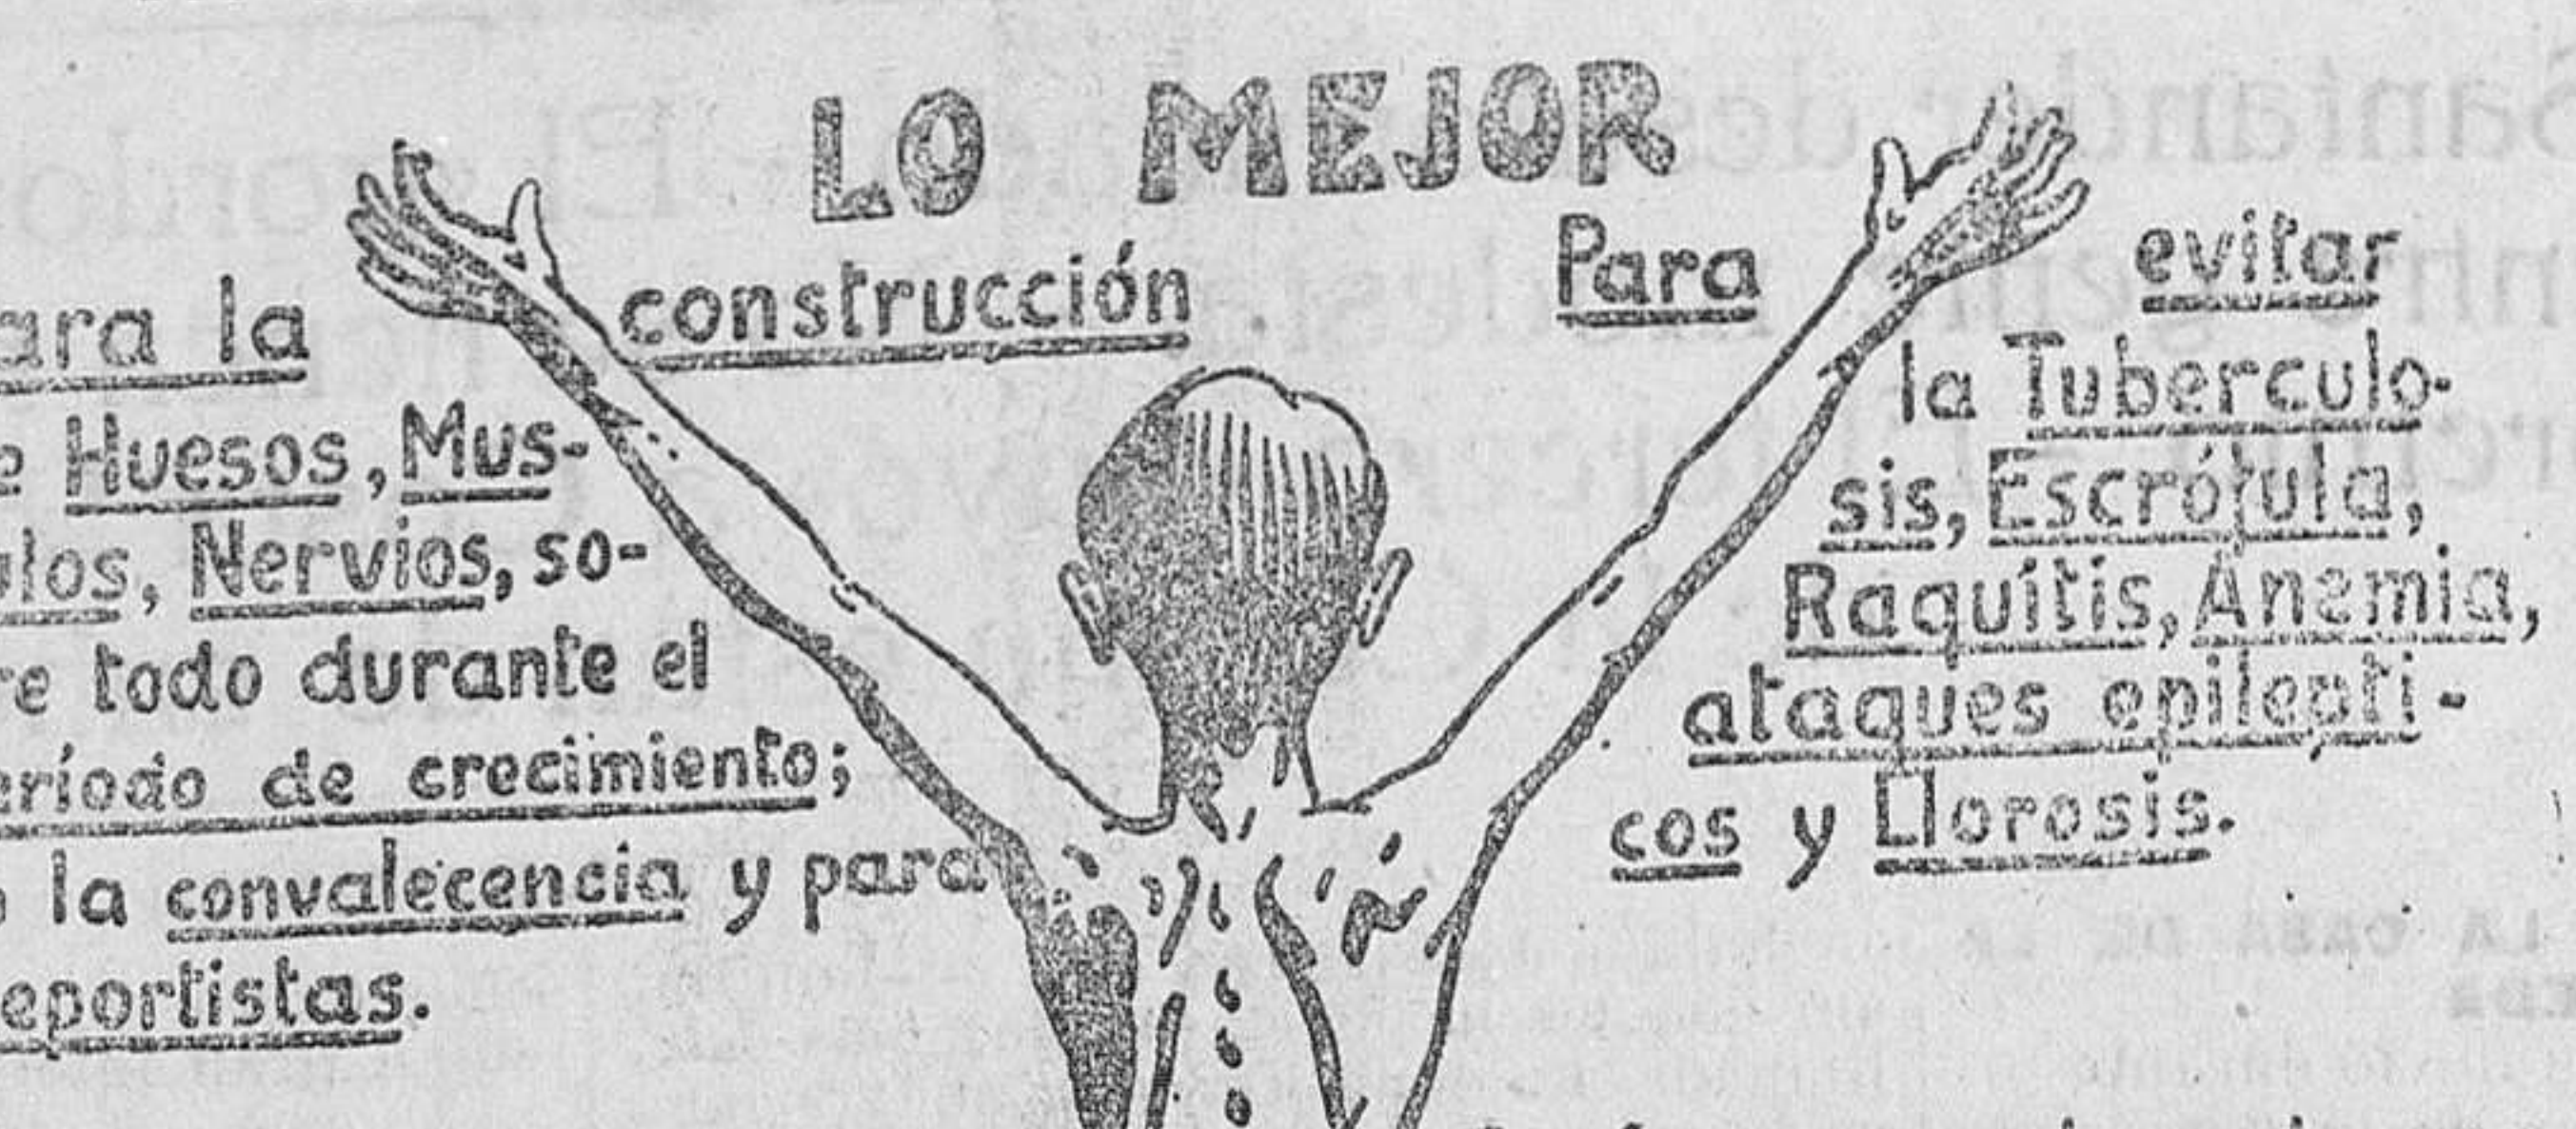 LO MEJOR
ara la construcción
e Huesos, Mus-
ulos, Nervios, so-
re todo durante el
eríodo de crecimiento;
la convalecencia y para
eportistas.
Para evitar
la Tuberculo-
sis, Escrófula,
Raquítis, Anemia,
ataques epilepti-
cos y Clorosis.